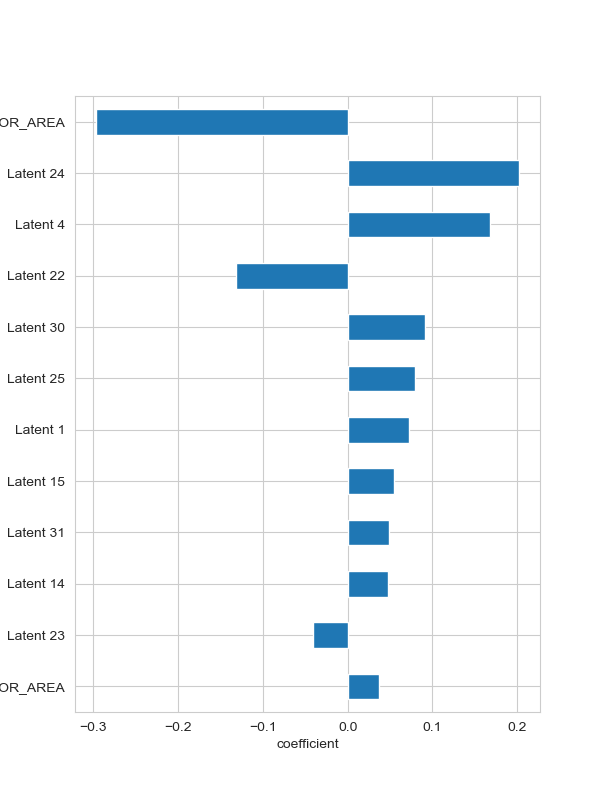 OR_AREA
Latent 24
Latent 4
Latent 22
Latent 30
Latent 25
Latent 1
Latent 15
Latent 31
Latent 14
Latent 23
OR_AREA
−0.3 −0.2 −0.1 0.0 0.1 0.2
coefficient